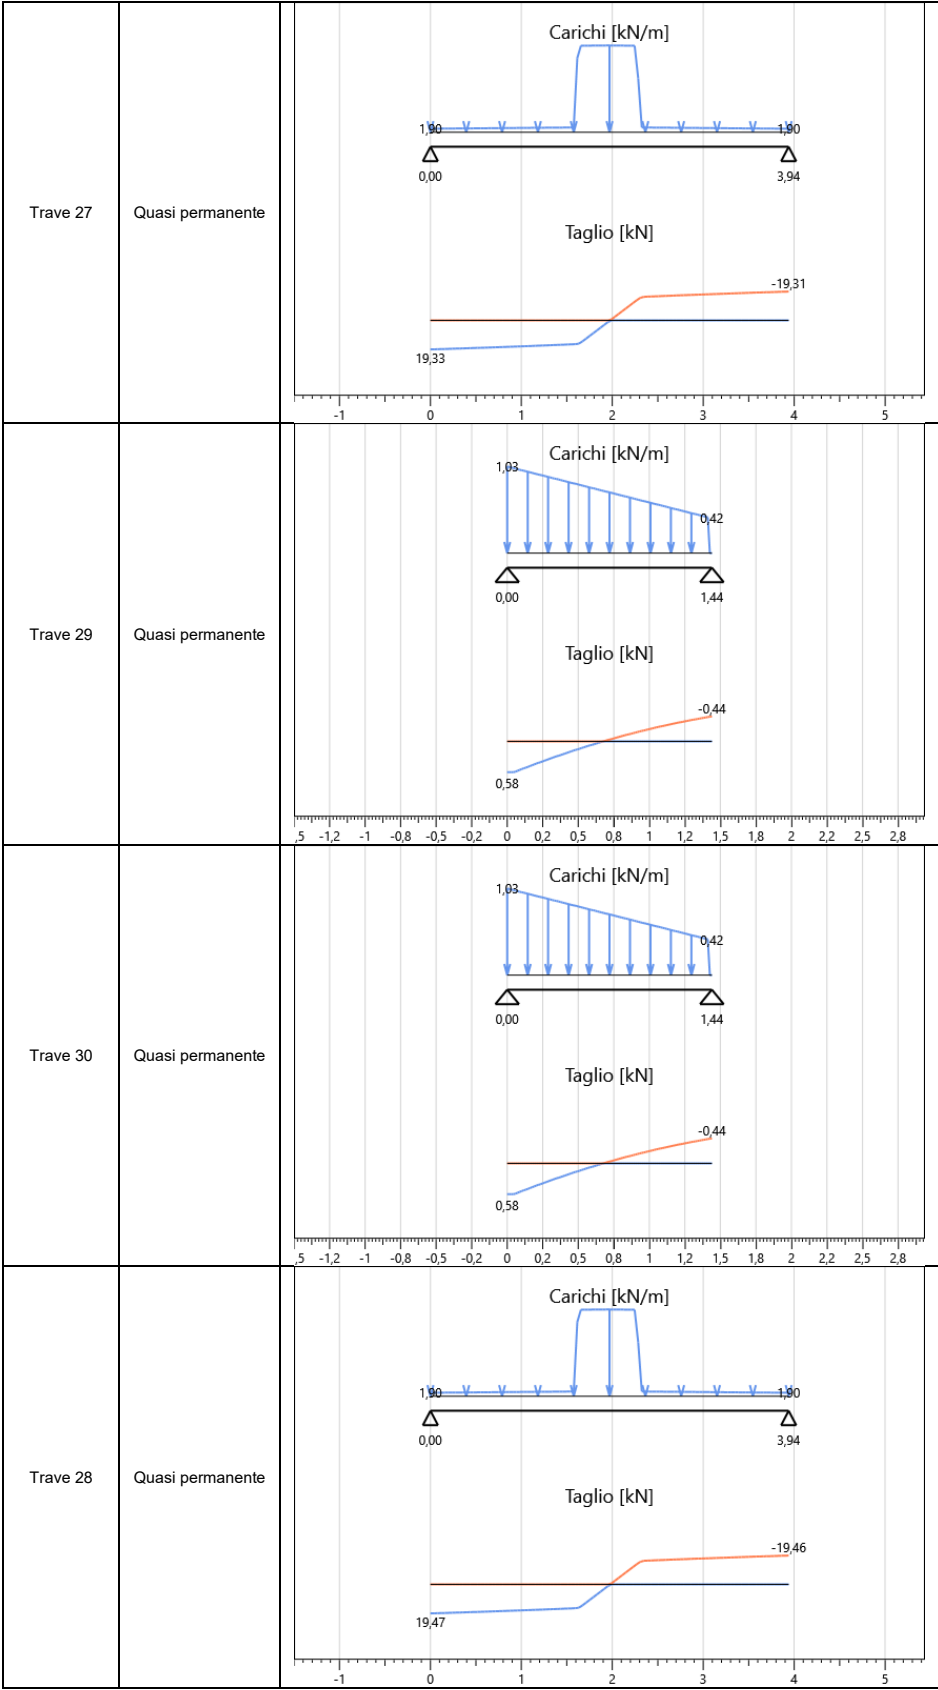 Trave 27
Quasi permanente
Carichi [kN/m]
1,90
1,90
0,00
3,94
Taglio [kN]
-19,31
19,33
-1 0 1 2 3 4 5
Trave 29
Quasi permanente
Carichi [kN/m]
1,03
0,42
0,00
1,44
Taglio [kN]
-0,44
0,58
,5 -1,2 -1 -0,8 -0,5 -0,2 0 0,2 0,5 0,8 1 1,2 1,5 1,8 2 2,2 2,5 2,8
Trave 30
Quasi permanente
Carichi [kN/m]
1,03
0,42
0,00
1,44
Taglio [kN]
-0,44
0,58
,5 -1,2 -1 -0,8 -0,5 -0,2 0 0,2 0,5 0,8 1 1,2 1,5 1,8 2 2,2 2,5 2,8
Trave 28
Quasi permanente
Carichi [kN/m]
1,90
1,90
0,00
3,94
Taglio [kN]
-19,46
19,47
-1 0 1 2 3 4 5